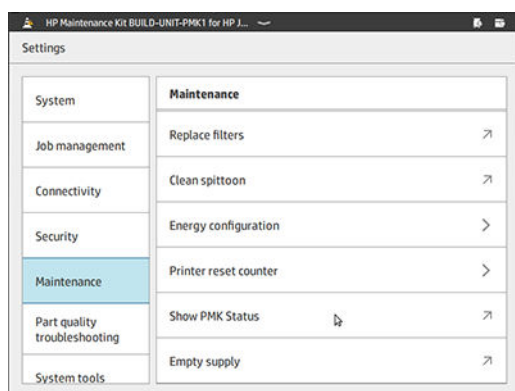 HP Maintenance Kit BUILD-UNIT-PMK1 for HP J...
Settings
System
Job management
Connectivity
Security
Maintenance
Part quality
troubleshooting
System tools
Maintenance
Replace filters
Clean spittoon
Energy configuration
Printer reset counter
Show PMK Status
Empty supply